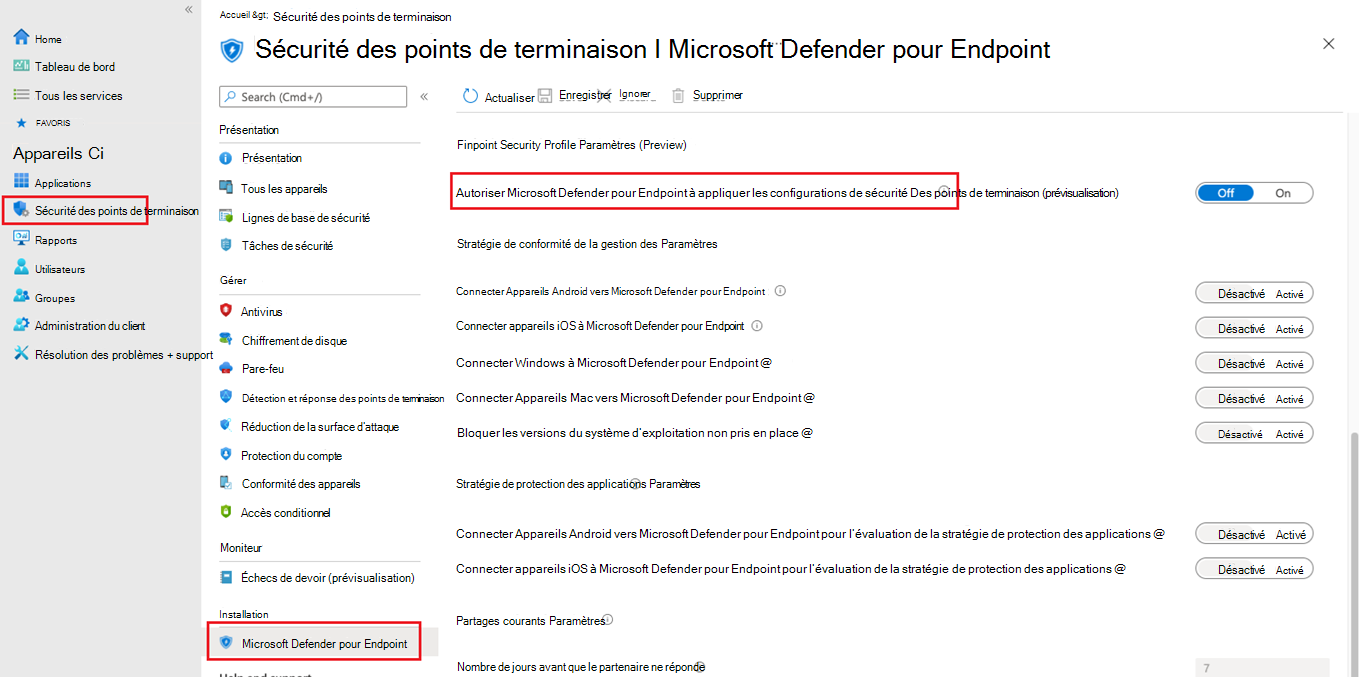 «
Home
Tableau de bord
Tous les services
FAVORIS
Appareils Ci
Applications
Sécurité des points de terminaison
Rapports
Utilisateurs
Groupes
Administration du client
Résolution des problèmes + support
Accueil &gt; Sécurité des points de terminaison
Sécurité des points de terminaison I Microsoft Defender pour Endpoint
Search (Cmd+/)
«
Présentation
Présentation
Tous les appareils
Lignes de base de sécurité
Tâches de sécurité
Gérer
Antivirus
Chiffrement de disque
Pare-feu
Détection et réponse des points de terminaison
Réduction de la surface d'attaque
Protection du compte
Conformité des appareils
Accès conditionnel
Moniteur
Échecs de devoir (prévisualisation)
Installation
Microsoft Defender pour Endpoint
Actualiser Enregistrer Ignorer Supprimer
Finpoint Security Profile Paramètres (Preview)
Autoriser Microsoft Defender pour Endpoint à appliquer les configurations de sécurité Des points de terminaison (prévisualisation) Off On
Stratégie de conformité de la gestion des Paramètres
Connecter Appareils Android vers Microsoft Defender pour Endpoint Désactivé Activé
Connecter appareils iOS à Microsoft Defender pour Endpoint Désactivé Activé
Connecter Windows à Microsoft Defender pour Endpoint @ Désactivé Activé
Connecter Appareils Mac vers Microsoft Defender pour Endpoint @ Désactivé Activé
Bloquer les versions du système d'exploitation non pris en place @ Désactivé Activé
Stratégie de protection des applications Paramètres
Connecter Appareils Android vers Microsoft Defender pour Endpoint pour l'évaluation de la stratégie de protection des applications @ Désactivé Activé
Connecter appareils iOS à Microsoft Defender pour Endpoint pour l'évaluation de la stratégie de protection des applications @ Désactivé Activé
Partages courants Paramètres
Nombre de jours avant que le partenaire ne réponde 7